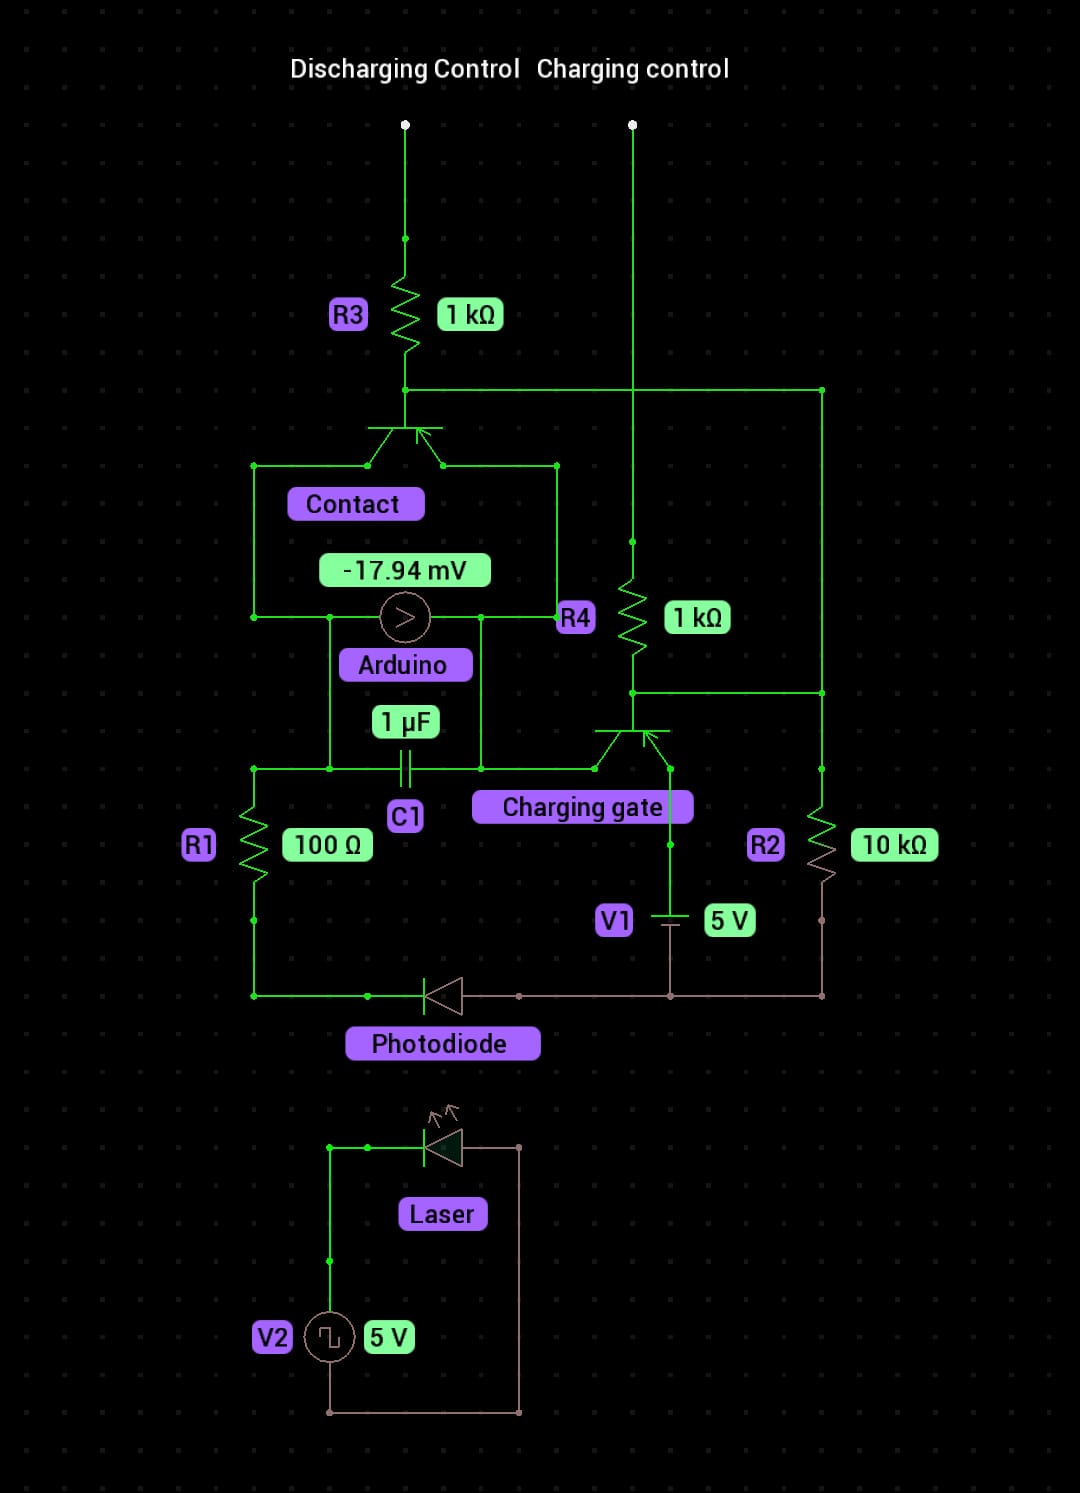 Discharging Control Charging control
R3 1 kΩ
Contact
-17.94 mV
R4 1 kΩ
Arduino
1 µF
Charging gate
C1
R1 100 Ω
R2 10 kΩ
V1 5 V
Photodiode
Laser
V2 5 V